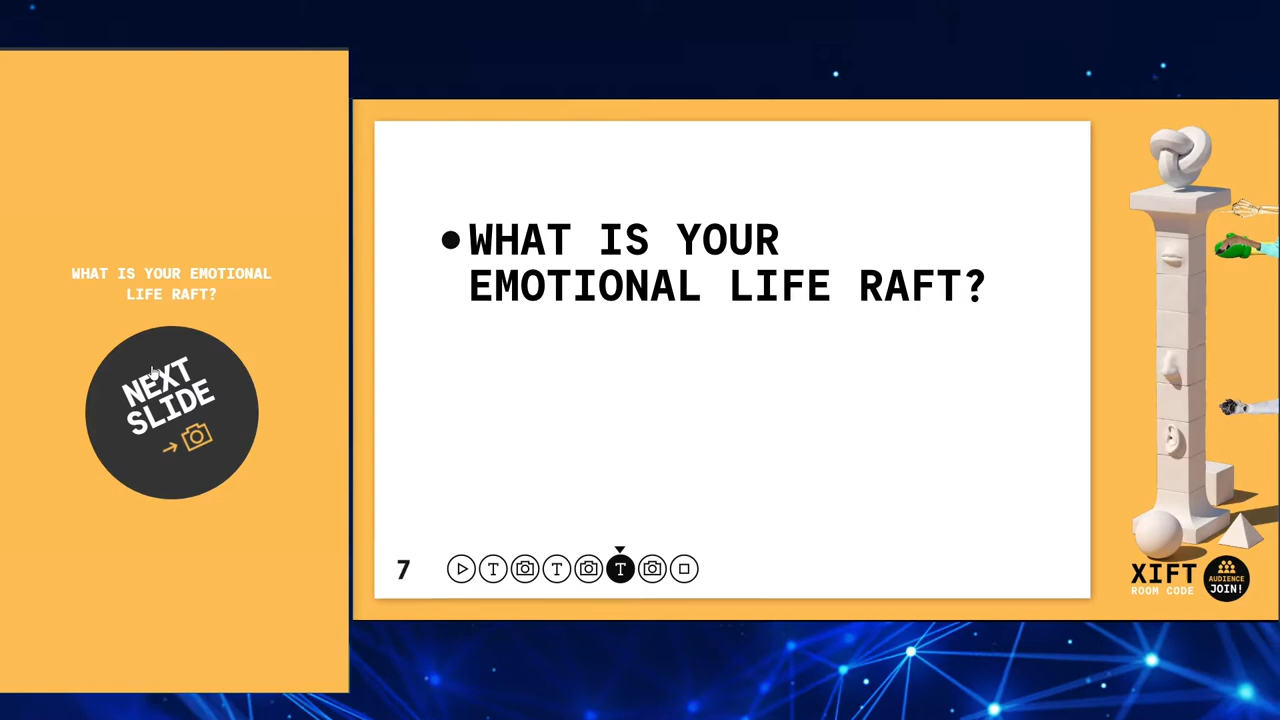 WHAT IS YOUR EMOTIONAL
LIFE RAFT?
NEXT
SLIDE
WHAT IS YOUR
EMOTIONAL LIFE RAFT?
7
T
T
T
XIFT
ROOM CODE
AUDIENCE
JOIN!